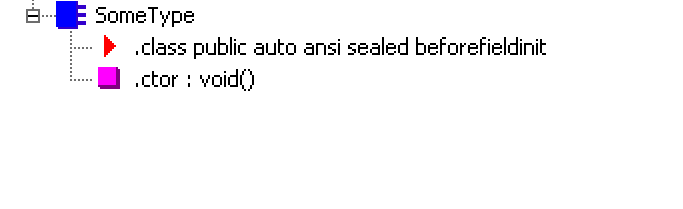 SomeType
.class public auto ansi sealed beforefieldinit
.ctor : void()